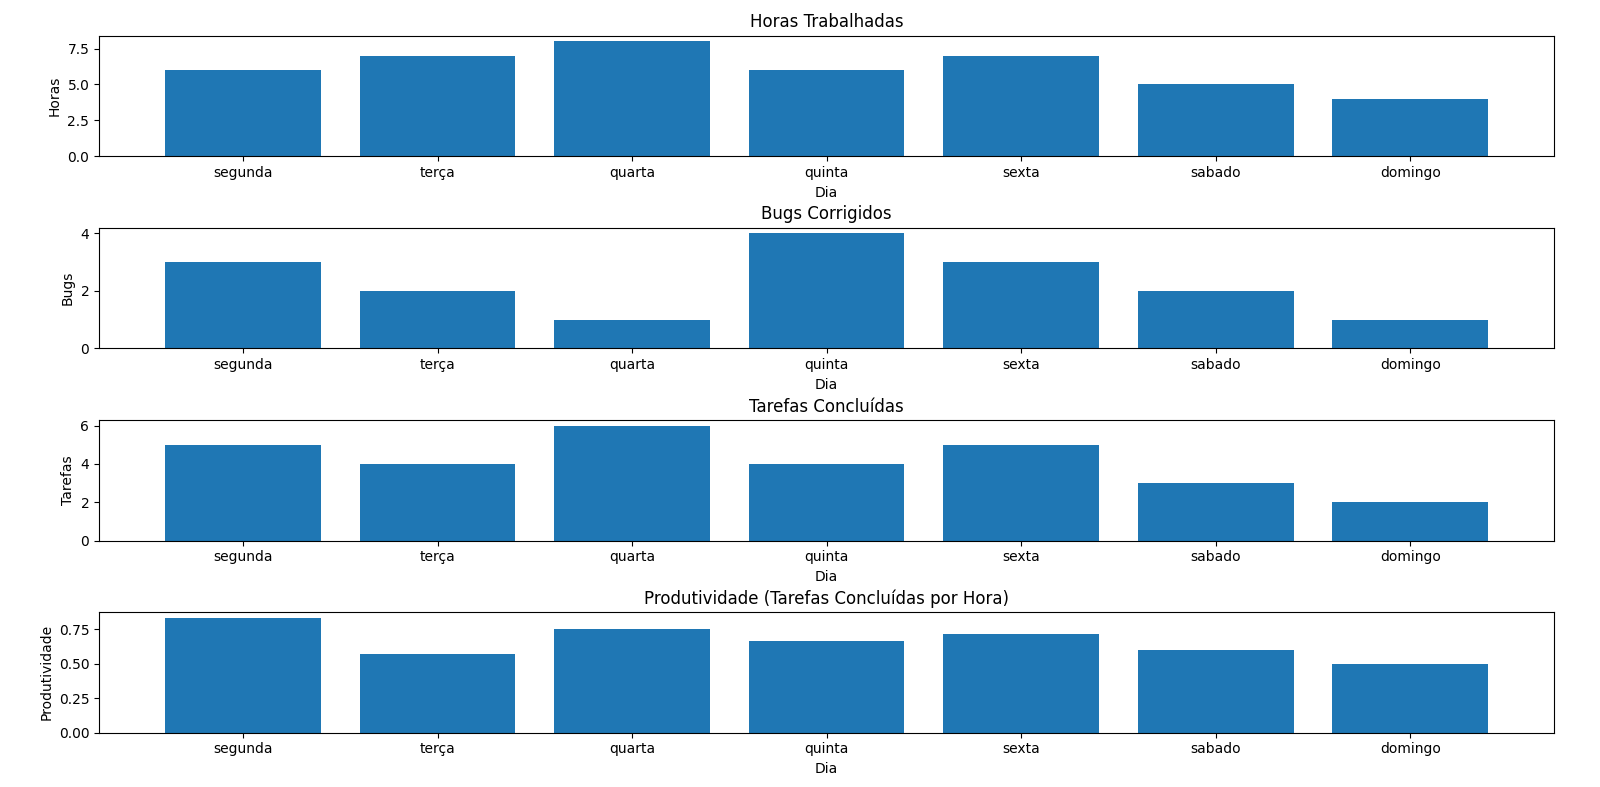 Horas Trabalhadas
7.5
5.0
2.5
0.0
Horas
segunda terça quarta quinta sexta sabado domingo
Dia
Bugs Corrigidos
4
2
0
Bugs
segunda terça quarta quinta sexta sabado domingo
Dia
Tarefas Concluídas
6
4
2
0
Tarefas
segunda terça quarta quinta sexta sabado domingo
Dia
Produtividade (Tarefas Concluídas por Hora)
0.75
0.50
0.25
0.00
Produtividade
segunda terça quarta quinta sexta sabado domingo
Dia